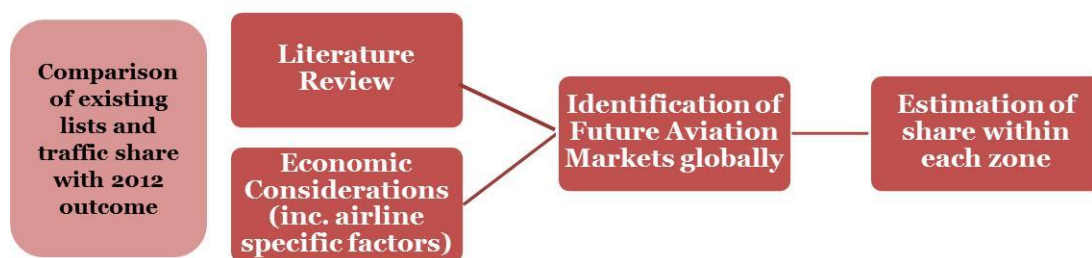 Comparison
of existing
lists and
traffic share
with 2012
outcome
Literature
Review
Economic
Considerations
(inc. airline
specific factors)
Identification of
Future Aviation
Markets globally
Estimation of
share within
each zone